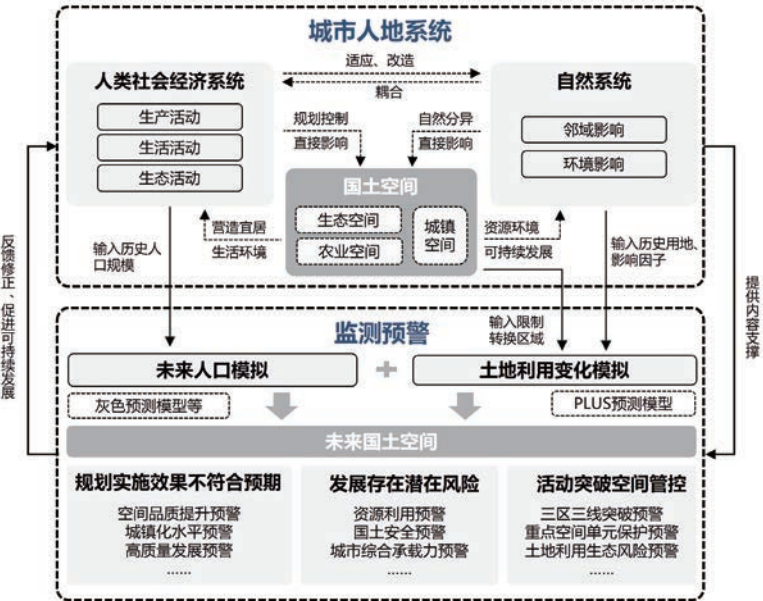 城市人地系统
人类社会经济系统
生产活动
生活活动
生态活动
适应、改造
耦合
规划控制
直接影响
自然分异
直接影响
自然系统
邻域影响
环境影响
国土空间
生态空间
农业空间
城镇
空间
营造宜居
生活环境
资源环境
可持续发展
输入历史人
口规模
输入历史用地、
影响因子
输入限制
转换区域
反馈修正、促进可持续发展
提供内容支撑
监测预警
未来人口模拟
+
土地利用变化模拟
灰色预测模型等
PLUS预测模型
未来国土空间
规划实施效果不符合预期
空间品质提升预警
城镇化水平预警
高质量发展预警
......
发展存在潜在风险
资源利用预警
国土安全预警
城市综合承载力预警
......
活动突破空间管控
三区三线突破预警
重点空间单元保护预警
土地利用生态风险预警
......